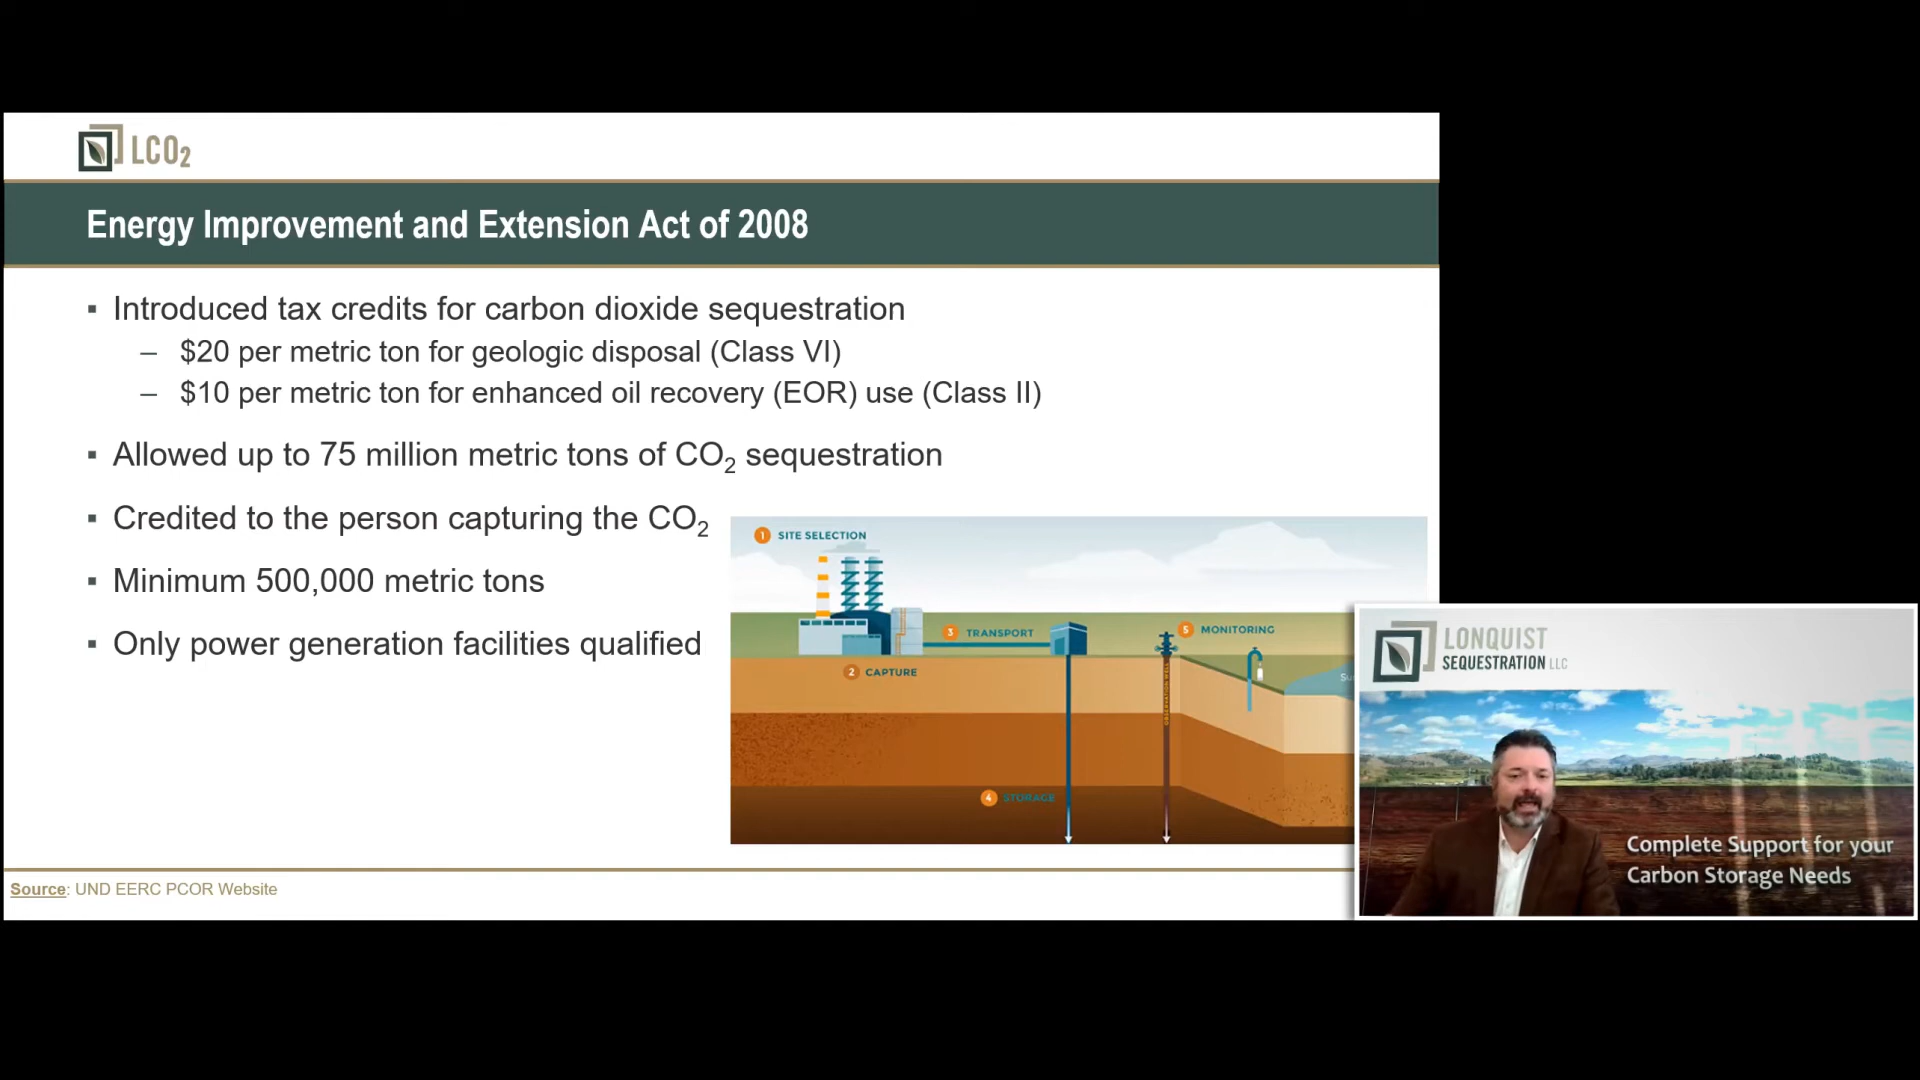 LCO2
Energy Improvement and Extension Act of 2008
▪ Introduced tax credits for carbon dioxide sequestration
– $20 per metric ton for geologic disposal (Class VI)
– $10 per metric ton for enhanced oil recovery (EOR) use (Class II)
▪ Allowed up to 75 million metric tons of CO2 sequestration
▪ Credited to the person capturing the CO2
▪ Minimum 500,000 metric tons
▪ Only power generation facilities qualified
1 SITE SELECTION
3 TRANSPORT
5 MONITORING
2 CAPTURE
4 STORAGE
Source: UND EERC PCOR Website
LONQUIST
SEQUESTRATION LLC
Complete Support for your
Carbon Storage Needs